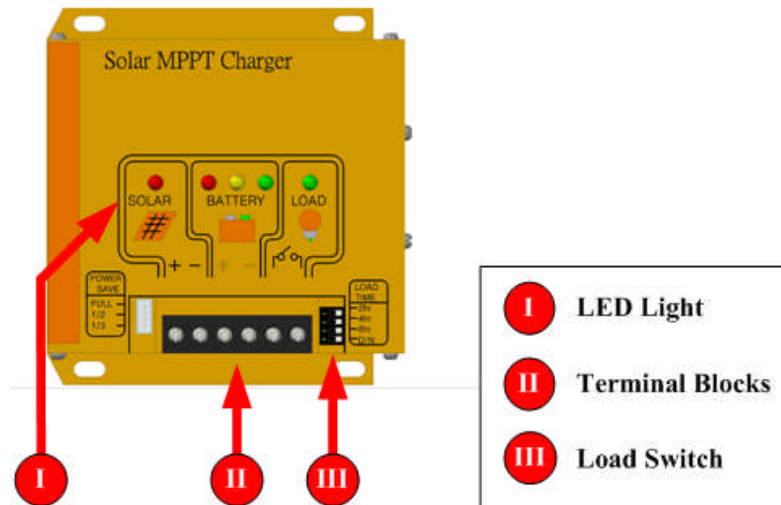 Solar MPPT Charger
SOLAR BATTERY LOAD
+ − + −
POWER
SAVE
FULL
1/2
1/3
LOAD
TIME
2hr
4hr
8hr
D/N
I
II
III
I LED Light
II Terminal Blocks
III Load Switch